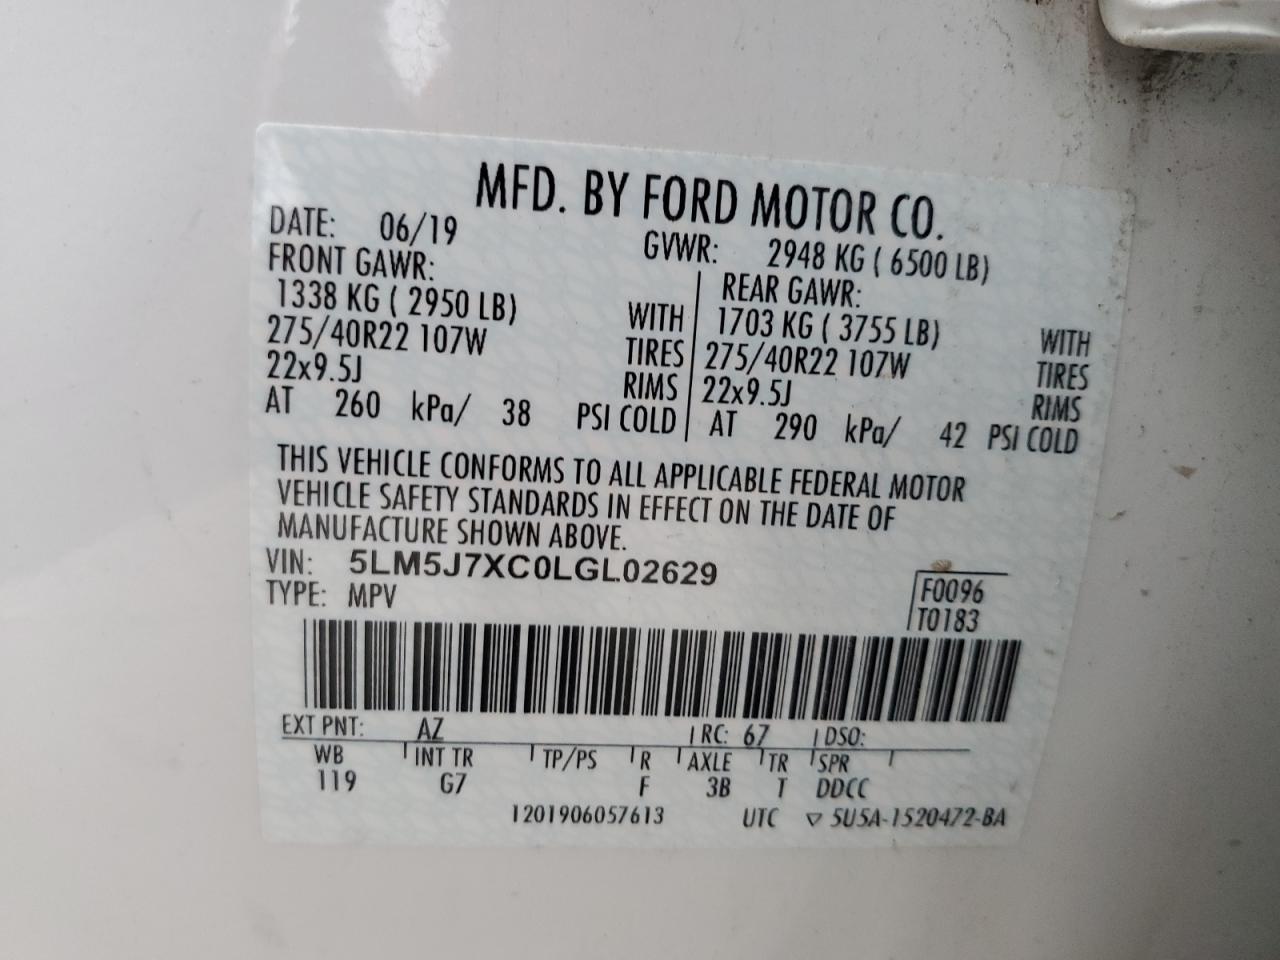 MFD. BY FORD MOTOR CO.
DATE: 06/19 GVWR: 2948 KG ( 6500 LB)
FRONT GAWR: REAR GAWR:
1338 KG ( 2950 LB) WITH 1703 KG ( 3755 LB) WITH
275/40R22 107W TIRES 275/40R22 107W TIRES
22x9.5J RIMS 22x9.5J RIMS
AT 260 kPa/ 38 PSI COLD AT 290 kPa/ 42 PSI COLD
THIS VEHICLE CONFORMS TO ALL APPLICABLE FEDERAL MOTOR
VEHICLE SAFETY STANDARDS IN EFFECT ON THE DATE OF
MANUFACTURE SHOWN ABOVE.
VIN: 5LM5J7XC0LGL02629
TYPE: MPV
F0096
T0183
EXT PNT: AZ RC: 67 DSO:
WB INT TR TP/PS R AXLE TR SPR
119 G7 F 3B T DDCC
1201906057613 UTC ▽ 5U5A-1520472-BA